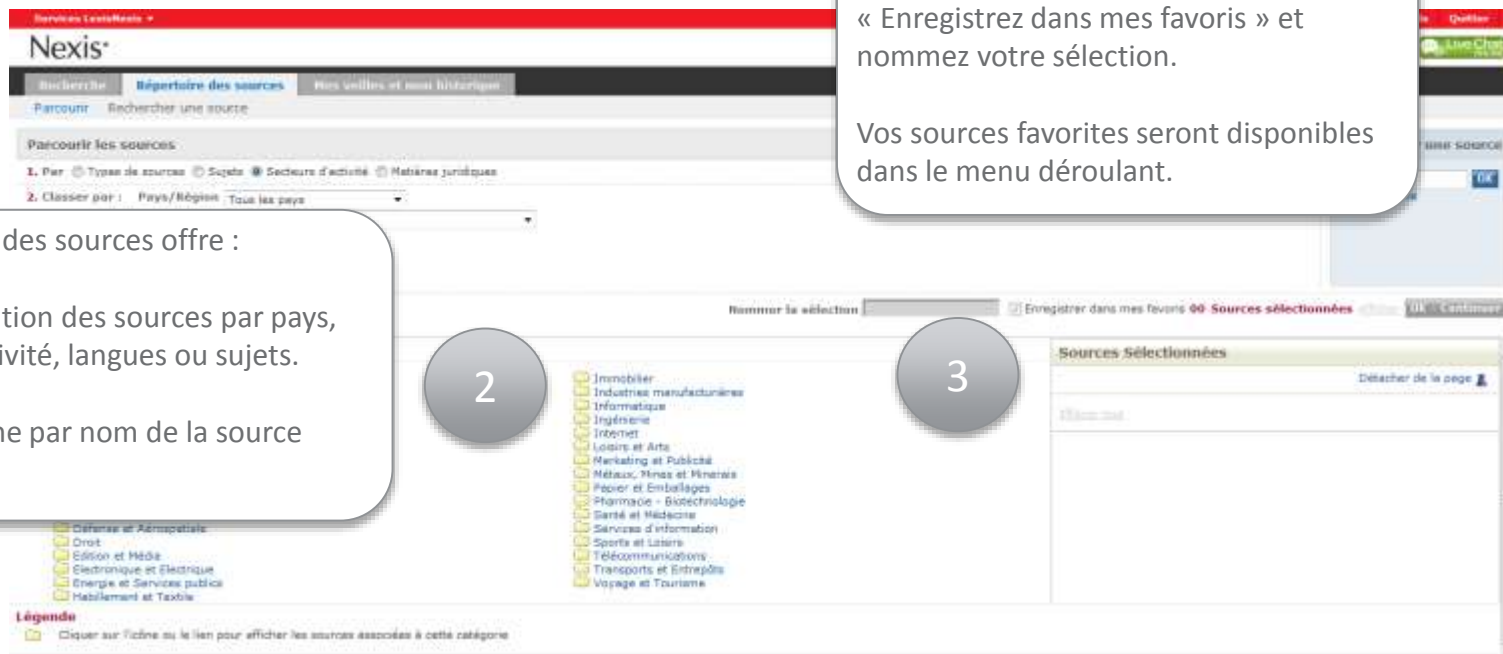 Services LexisNexis
Quitter
Nexis
Live Chat
Recherche Répertoire des sources Mes veilles et mon historique
Parcourir Rechercher une source
« Enregistrez dans mes favoris » et
nommez votre sélection.
Vos sources favorites seront disponibles
dans le menu déroulant.
Parcourir les sources
une source
1. Par Types de sources Sujets Secteurs d'activité Matières juridiques
OK
2. Classer par : Pays/Région Tous les pays
des sources offre :
tion des sources par pays,
ivité, langues ou sujets.
ne par nom de la source
Nommer la sélection Enregistrer dans mes favoris 00 Sources sélectionnées OK - Continuer
2
3
Sources Sélectionnées
Détacher de la page
Effacer tout
Défense et Aérospatiale
Droit
Edition et Média
Electronique et Electrique
Energie et Services publics
Habillement et Textile
Immobilier
Industries manufacturières
Informatique
Ingénierie
Internet
Loisirs et Arts
Marketing et Publicité
Métaux, Mines et Minerais
Papier et Emballages
Pharmacie - Biotechnologie
Santé et Médecine
Services d'information
Sports et Loisirs
Télécommunications
Transports et Entrepôts
Voyage et Tourisme
Légende
Cliquer sur l'icône ou le lien pour afficher les sources associées à cette catégorie